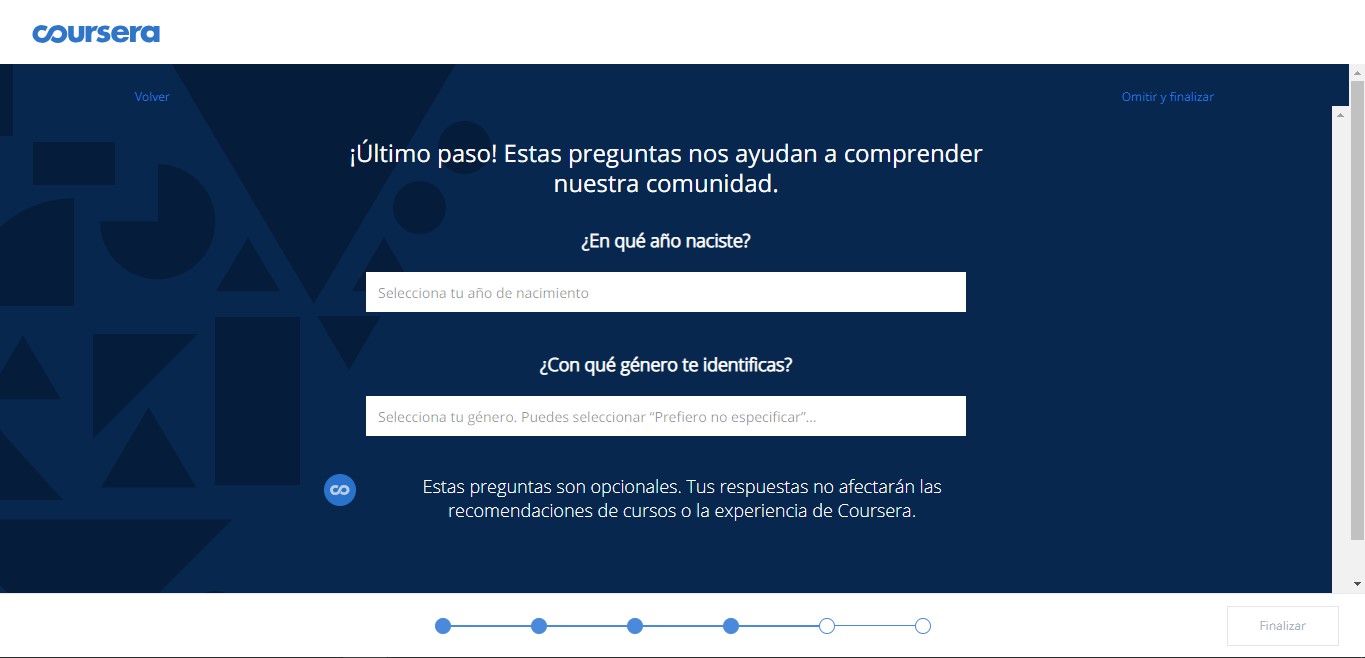 coursera
Volver
Omitir y finalizar
¡Último paso! Estas preguntas nos ayudan a comprender
nuestra comunidad.
¿En qué año naciste?
Selecciona tu año de nacimiento
¿Con qué género te identificas?
Selecciona tu género. Puedes seleccionar “Prefiero no especificar”...
Estas preguntas son opcionales. Tus respuestas no afectarán las
recomendaciones de cursos o la experiencia de Coursera.
Finalizar